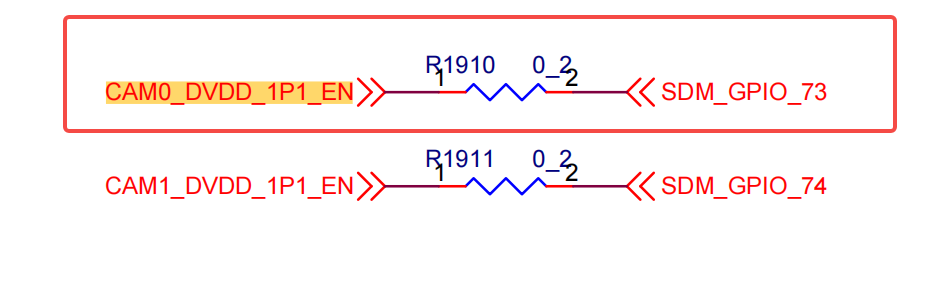 R1910 0_2
CAM0_DVDD_1P1_EN 1 2 SDM_GPIO_73
R1911 0_2
CAM1_DVDD_1P1_EN 1 2 SDM_GPIO_74